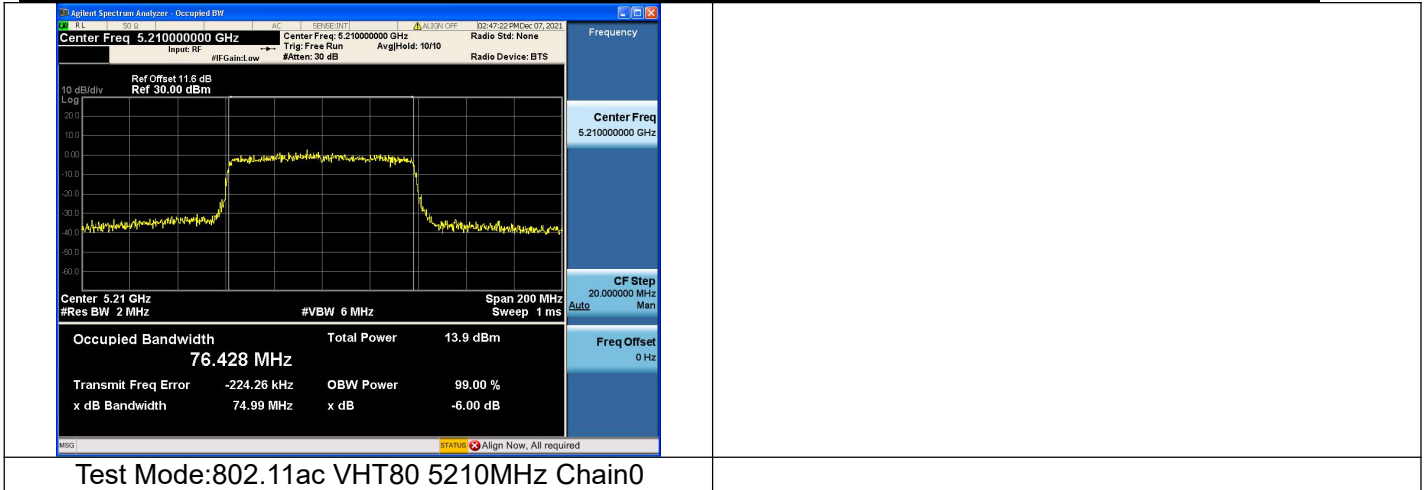 Agilent Spectrum Analyzer - Occupied BW
RL 50 Ω AC SENSE:INT ALIGN OFF 02:47:22 PM Dec 07, 2021
Center Freq 5.210000000 GHz
Center Freq: 5.210000000 GHz Radio Std: None
Input: RF Trig: Free Run Avg|Hold: 10/10
#IFGain:Low #Atten: 30 dB Radio Device: BTS
Frequency
Ref Offset 11.6 dB
10 dB/div Ref 30.00 dBm
Log
20.0
10.0
0.00
-10.0
-20.0
-30.0
-40.0
-50.0
-60.0
Center 5.21 GHz Span 200 MHz
#Res BW 2 MHz #VBW 6 MHz Sweep 1 ms
Center Freq
5.210000000 GHz
CF Step
20.000000 MHz
Auto Man
Freq Offset
0 Hz
Occupied Bandwidth Total Power 13.9 dBm
76.428 MHz
Transmit Freq Error -224.26 kHz OBW Power 99.00 %
x dB Bandwidth 74.99 MHz x dB -6.00 dB
MSG STATUS Align Now, All required
Test Mode:802.11ac VHT80 5210MHz Chain0